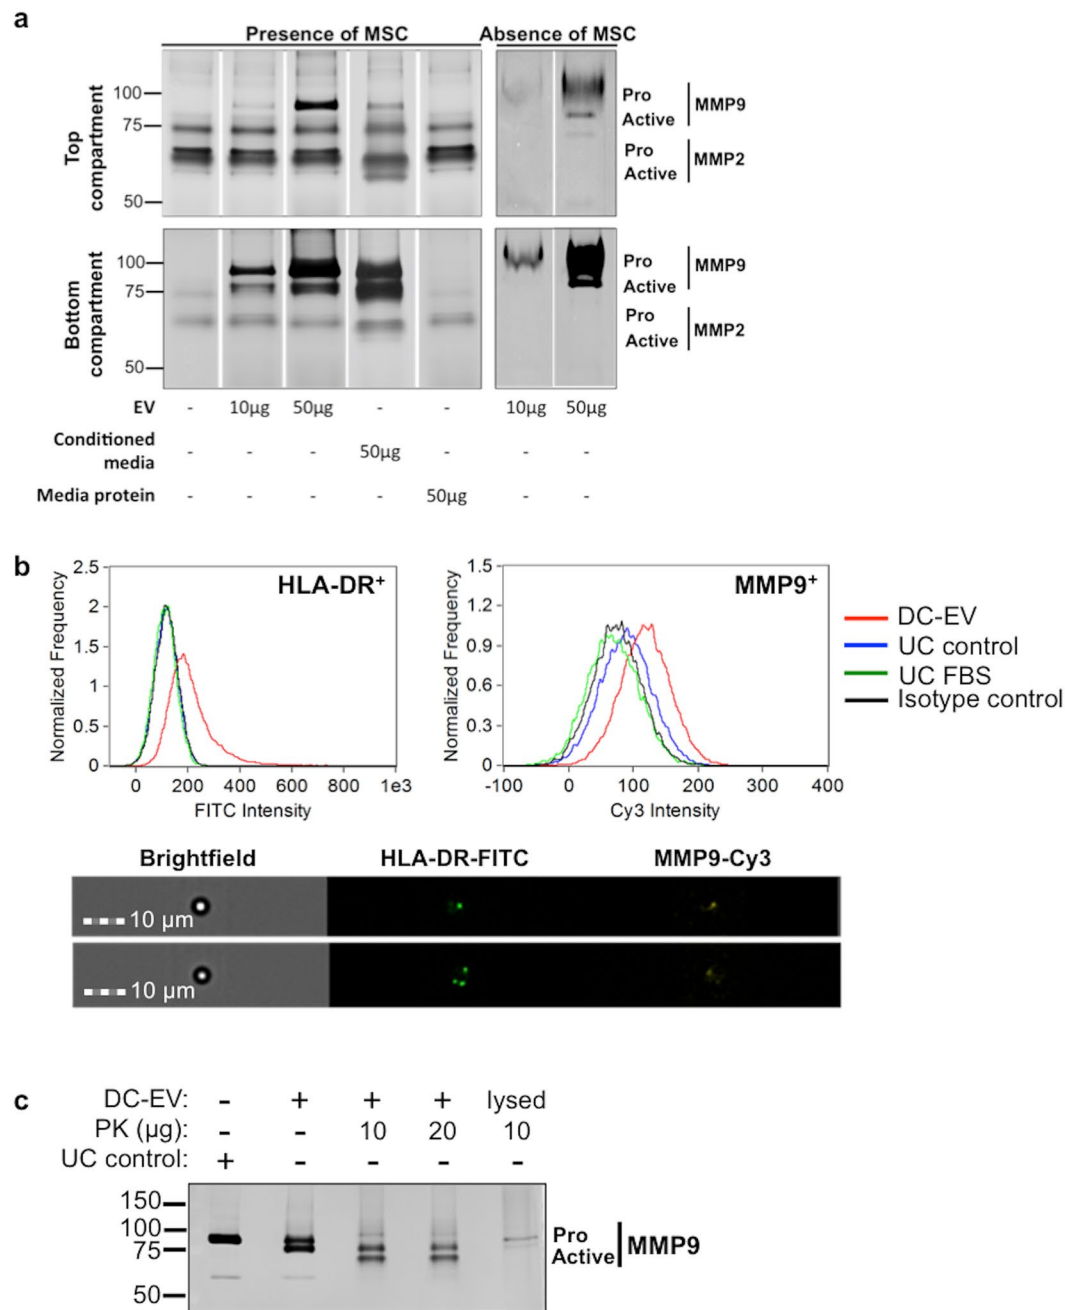 a
Presence of MSC Absence of MSC
Top compartment
100
75
50
Pro
Active
MMP9
Pro
Active
MMP2
Bottom compartment
100
75
50
Pro
Active
MMP9
Pro
Active
MMP2
EV - 10µg 50µg - - 10µg 50µg
Conditioned
media - - - 50µg - - -
Media protein - - - - 50µg - -
b
HLA-DR⁺
Normalized Frequency
2.5
2
1.5
1
0.5
0
0 200 400 600 800 1e3
FITC Intensity
MMP9⁺
Normalized Frequency
1.5
1.2
0.9
0.6
0.3
0
-100 0 100 200 300 400
Cy3 Intensity
DC-EV
UC control
UC FBS
Isotype control
Brightfield HLA-DR-FITC MMP9-Cy3
10 µm
10 µm
c
DC-EV: - + + + lysed
PK (µg): - - 10 20 10
UC control: + - - - -
150
100
75
50
Pro
Active
MMP9